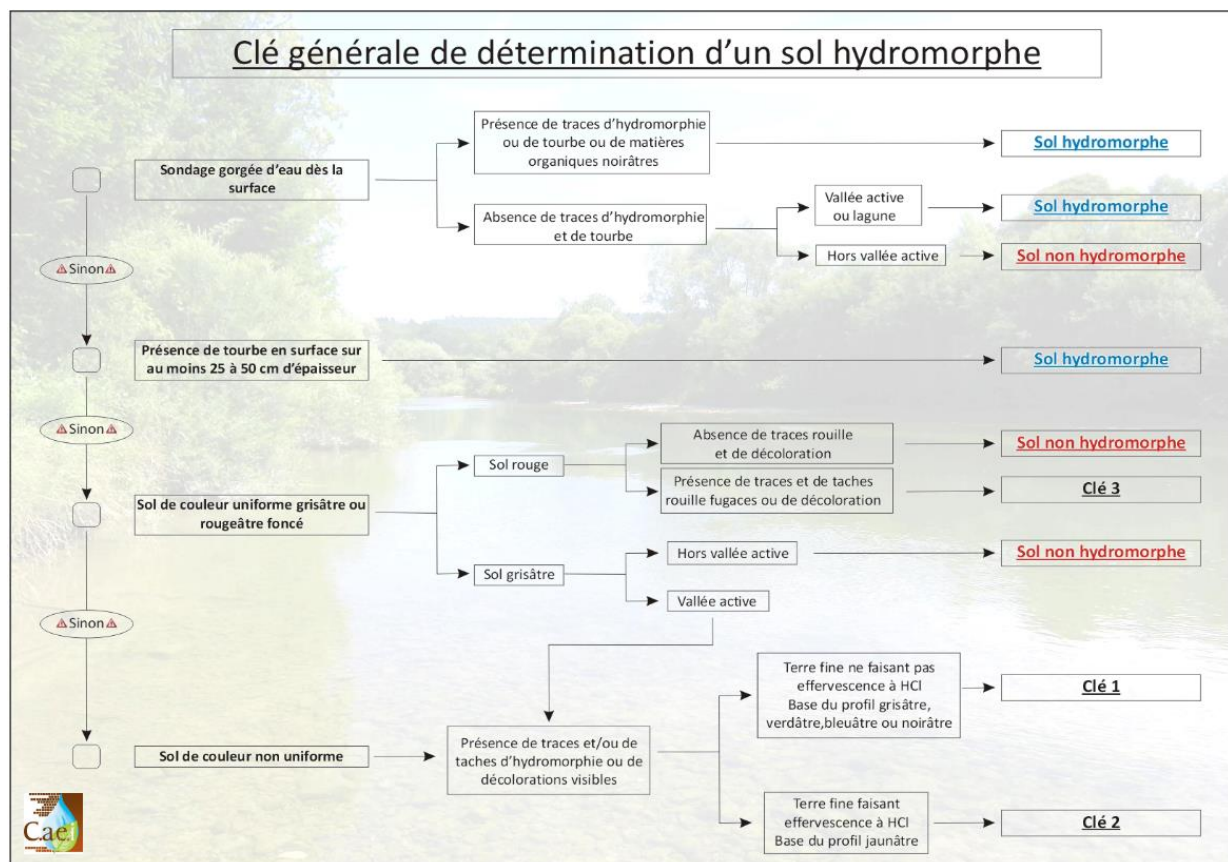 Clé générale de détermination d'un sol hydromorphe
Présence de traces d'hydromorphie
ou de tourbe ou de matières
organiques noirâtres
Sol hydromorphe
Sondage gorgée d'eau dès la
surface
Vallée active
ou lagune
Sol hydromorphe
Absence de traces d'hydromorphie
et de tourbe
Hors vallée active
Sol non hydromorphe
Sinon
Présence de tourbe en surface sur
au moins 25 à 50 cm d'épaisseur
Sol hydromorphe
Sinon
Absence de traces rouille
et de décoloration
Sol non hydromorphe
Sol rouge
Présence de traces et de taches
rouille fugaces ou de décoloration
Clé 3
Sol de couleur uniforme grisâtre ou
rougeâtre foncé
Hors vallée active
Sol non hydromorphe
Sol grisâtre
Vallée active
Sinon
Terre fine ne faisant pas
effervescence à HCl
Base du profil grisâtre,
verdâtre,bleuâtre ou noirâtre
Clé 1
Sol de couleur non uniforme
Présence de traces et/ou de
taches d'hydromorphie ou de
décolorations visibles
Terre fine faisant
effervescence à HCl
Base du profil jaunâtre
Clé 2
C.ae.i